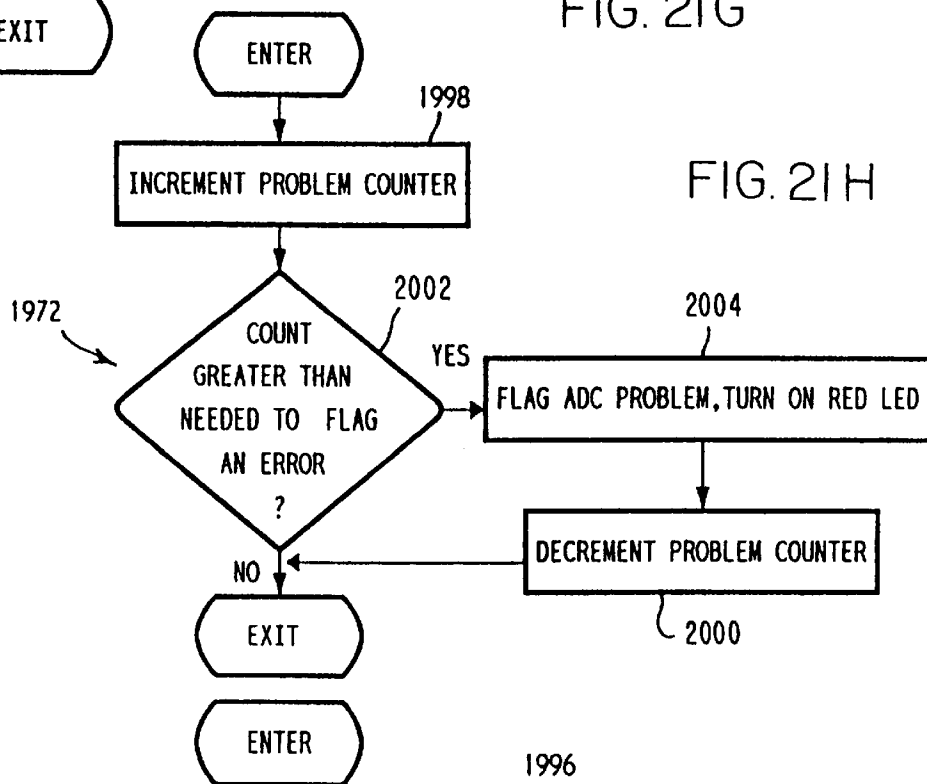 EXIT
FIG. 21G
ENTER
1998
INCREMENT PROBLEM COUNTER
FIG. 21H
1972
2002
COUNT
GREATER THAN
NEEDED TO FLAG
AN ERROR
?
YES
2004
FLAG ADC PROBLEM, TURN ON RED LED
DECREMENT PROBLEM COUNTER
2000
NO
EXIT
ENTER
1996